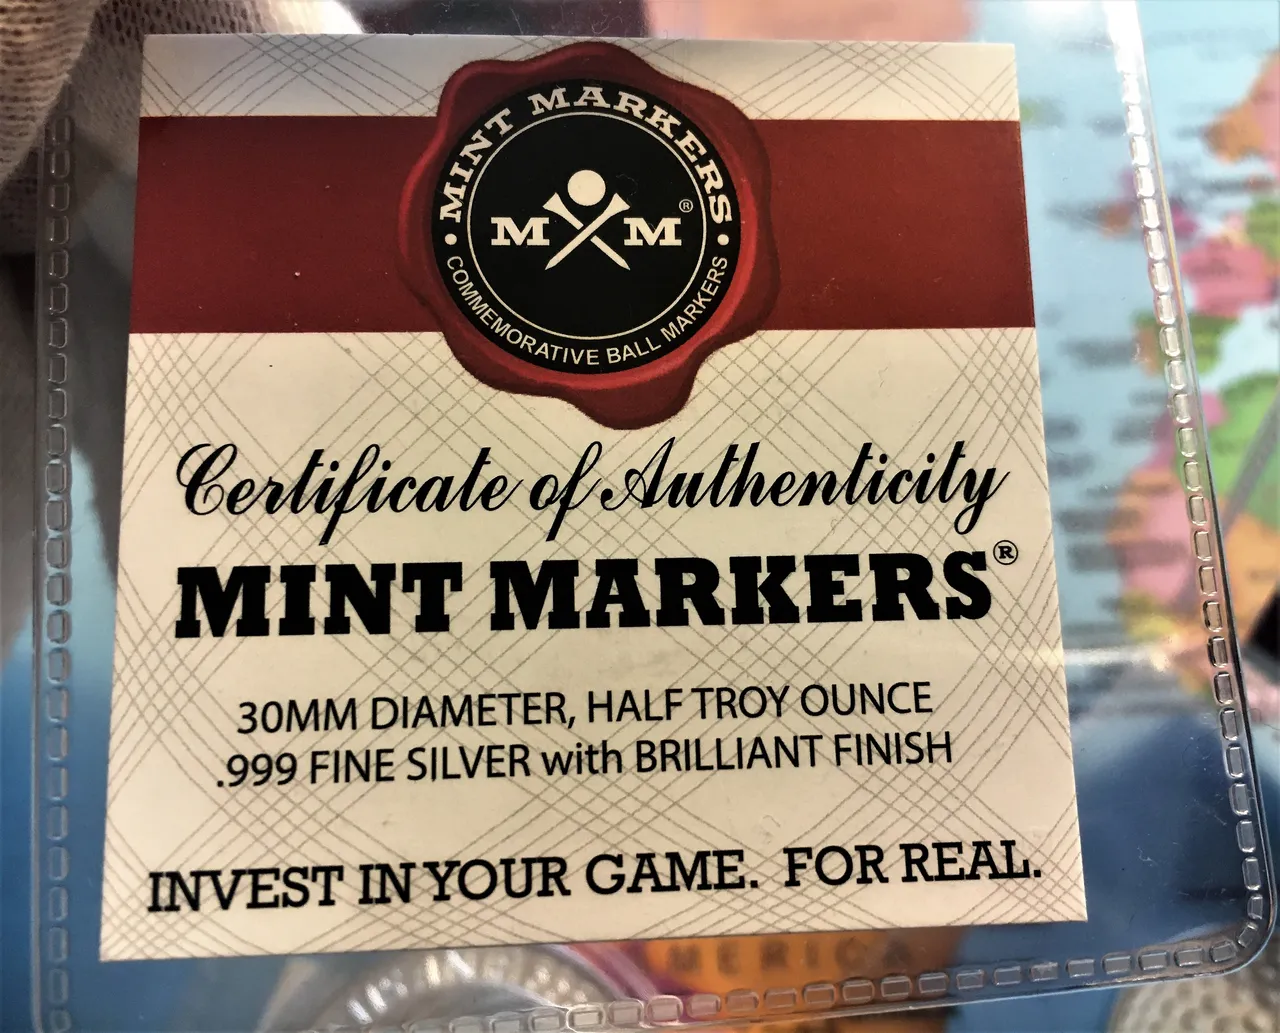 MINT MARKERS
M M ®
• COMMEMORATIVE BALL MARKERS •
Certificate of Authenticity
MINT MARKERS®
30MM DIAMETER, HALF TROY OUNCE
.999 FINE SILVER with BRILLIANT FINISH
INVEST IN YOUR GAME. FOR REAL.